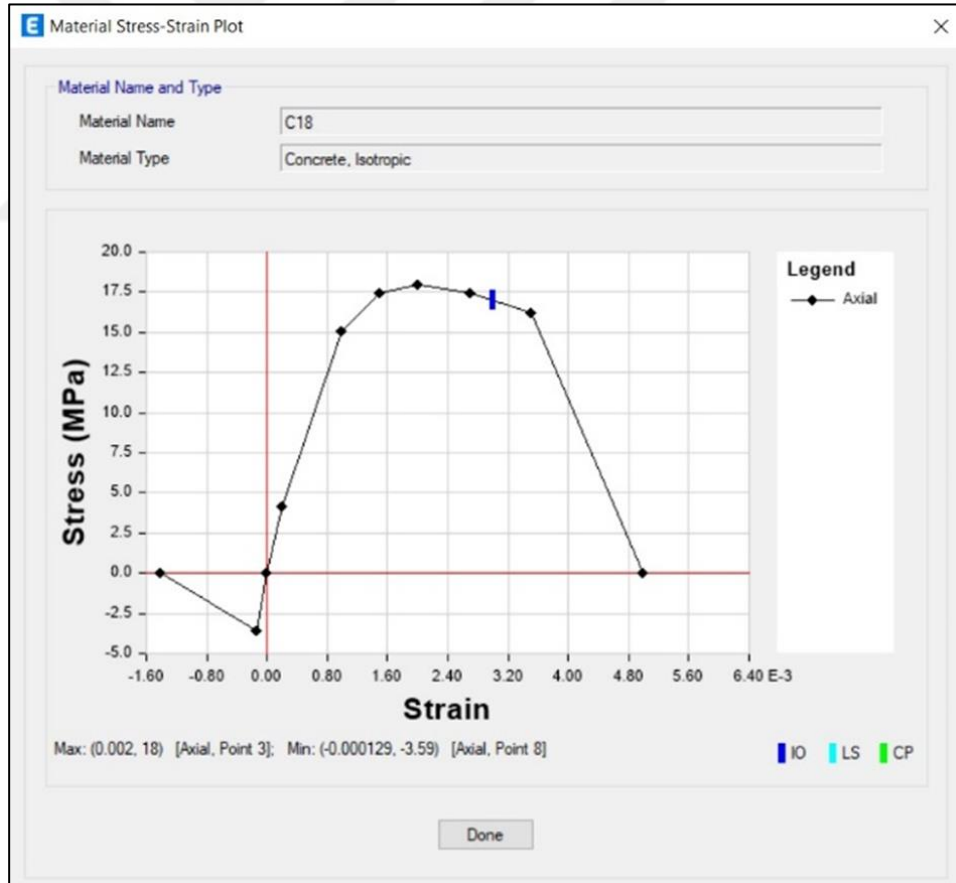 E Material Stress-Strain Plot
Material Name and Type
Material Name C18
Material Type Concrete, Isotropic
20.0
17.5
15.0
12.5
10.0
7.5
5.0
2.5
0.0
-2.5
-5.0
Stress (MPa)
-1.60 -0.80 0.00 0.80 1.60 2.40 3.20 4.00 4.80 5.60 6.40 E-3
Strain
Legend
Axial
Max: (0.002, 18) [Axial, Point 3]; Min: (-0.000129, -3.59) [Axial, Point 8]
IO LS CP
Done